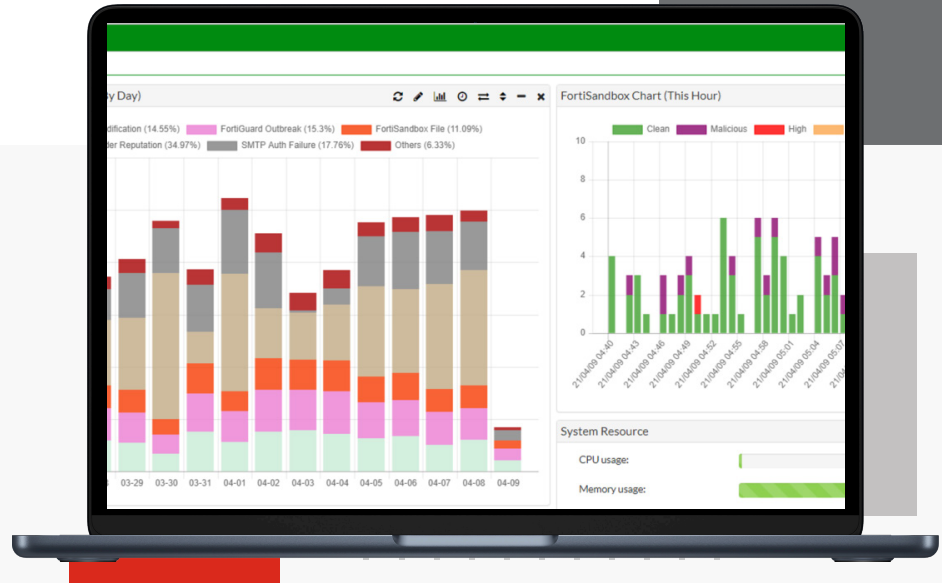 y Day)
FortiSandbox Chart (This Hour)
dification (14.55%) FortiGuard Outbreak (15.3%) FortiSandbox File (11.09%)
der Reputation (34.97%) SMTP Auth Failure (17.76%) Others (6.33%)
Clean Malicious High
10
8
6
4
2
0
21/04/09 04:40
21/04/09 04:43
21/04/09 04:46
21/04/09 04:49
21/04/09 04:52
21/04/09 04:55
21/04/09 04:58
21/04/09 05:01
21/04/09 05:04
21/04/09 05:07
03-29 03-30 03-31 04-01 04-02 04-03 04-04 04-05 04-06 04-07 04-08 04-09
System Resource
CPU usage:
Memory usage: